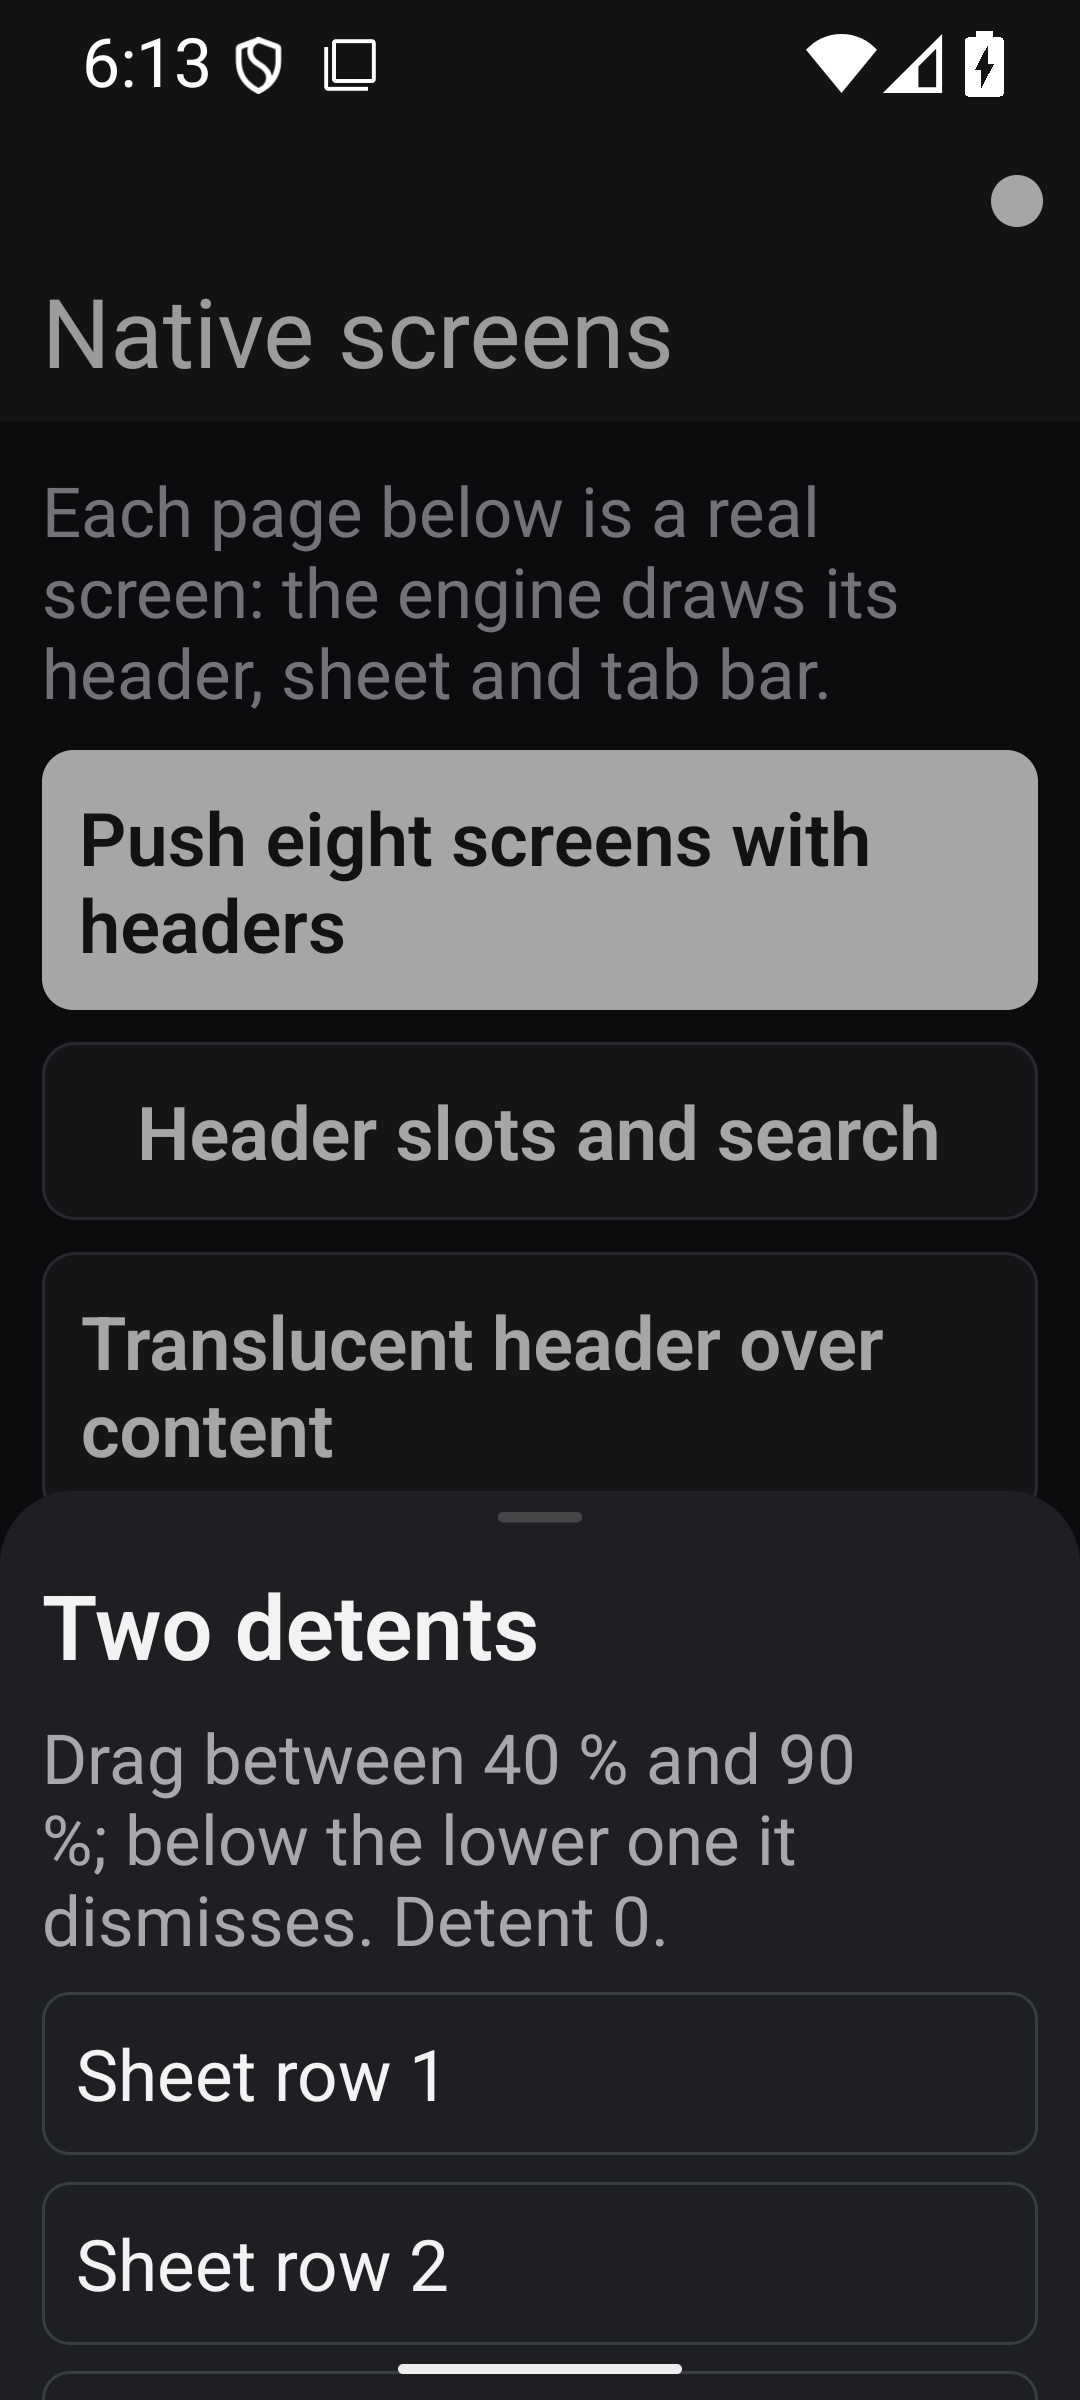 6:13
Native screens
Each page below is a real
screen: the engine draws its
header, sheet and tab bar.
Push eight screens with
headers
Header slots and search
Translucent header over
content
Two detents
Drag between 40 % and 90
%; below the lower one it
dismisses. Detent 0.
Sheet row 1
Sheet row 2